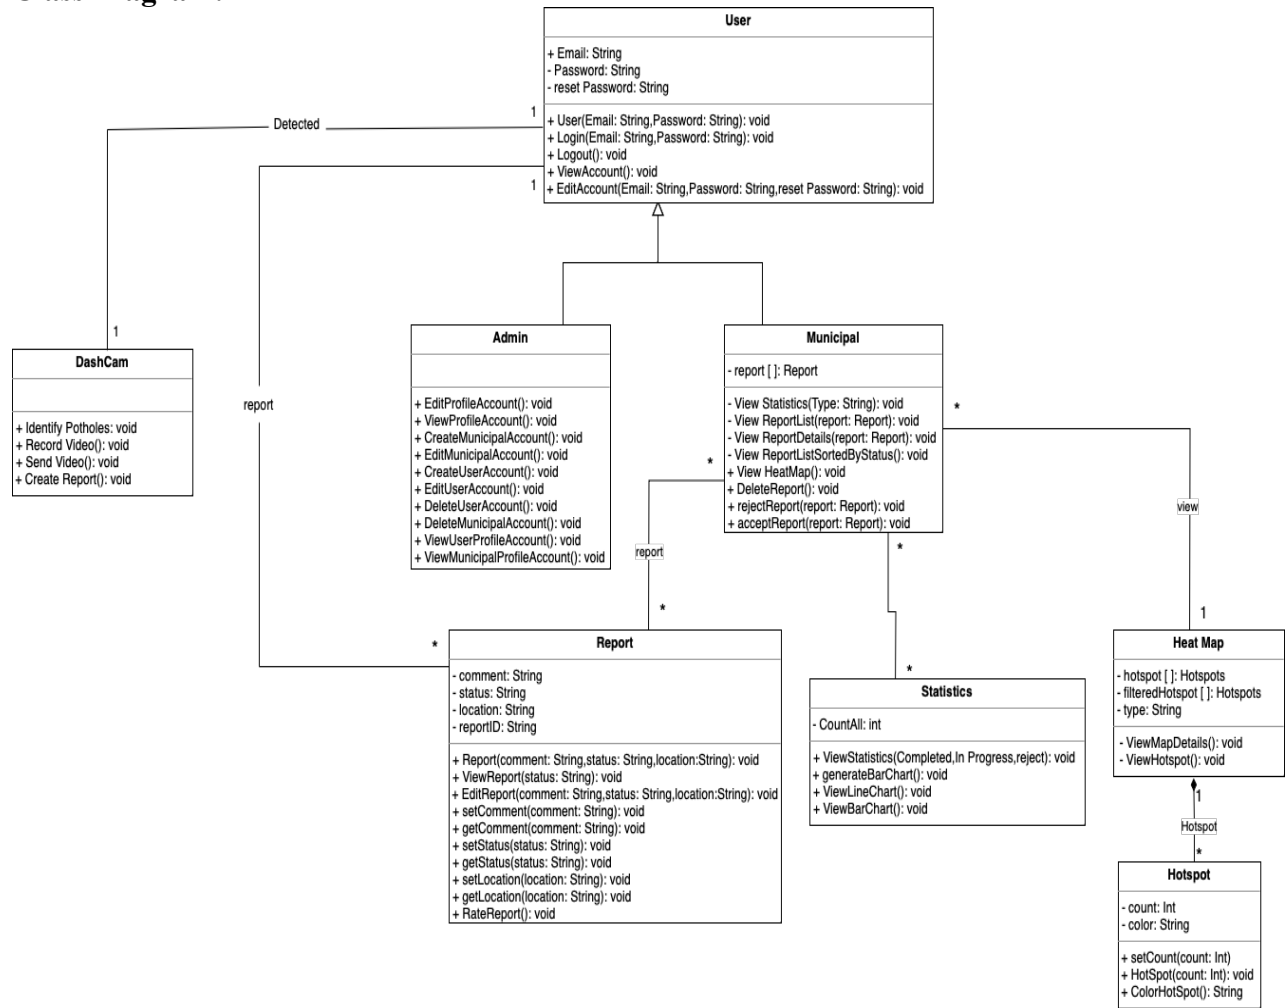 User
+ Email: String
- Password: String
- reset Password: String
+ User(Email: String,Password: String): void
+ Login(Email: String,Password: String): void
+ Logout(): void
+ ViewAccount(): void
+ EditAccount(Email: String,Password: String,reset Password: String): void
1
Detected
1
1
report
*
DashCam
+ Identify Potholes: void
+ Record Video(): void
+ Send Video(): void
+ Create Report(): void
Admin
+ EditProfileAccount(): void
+ ViewProfileAccount(): void
+ CreateMunicipalAccount(): void
+ EditMunicipalAccount(): void
+ CreateUserAccount(): void
+ EditUserAccount(): void
+ DeleteUserAccount(): void
+ DeleteMunicipalAccount(): void
+ ViewUserProfileAccount(): void
+ ViewMunicipalProfileAccount(): void
Municipal
- report [ ]: Report
- View Statistics(Type: String): void
- View ReportList(report: Report): void
- View ReportDetails(report: Report): void
- View ReportListSortedByStatus(): void
+ View HeatMap(): void
+ DeleteReport(): void
+ rejectReport(report: Report): void
+ acceptReport(report: Report): void
*
report
*
*
view
1
*
*
Report
- comment: String
- status: String
- location: String
- reportID: String
+ Report(comment: String,status: String,location:String): void
+ ViewReport(status: String): void
+ EditReport(comment: String,status: String,location:String): void
+ setComment(comment: String): void
+ getComment(comment: String): void
+ setStatus(status: String): void
+ getStatus(status: String): void
+ setLocation(location: String): void
+ getLocation(location: String): void
+ RateReport(): void
Statistics
- CountAll: int
+ ViewStatistics(Completed,In Progress,reject): void
+ generateBarChart(): void
+ ViewLineChart(): void
+ ViewBarChart(): void
Heat Map
- hotspot [ ]: Hotspots
- filteredHotspot [ ]: Hotspots
- type: String
- ViewMapDetails(): void
- ViewHotspot(): void
1
Hotspot
*
Hotspot
- count: Int
- color: String
+ setCount(count: Int)
+ HotSpot(count: Int): void
+ ColorHotSpot(): String